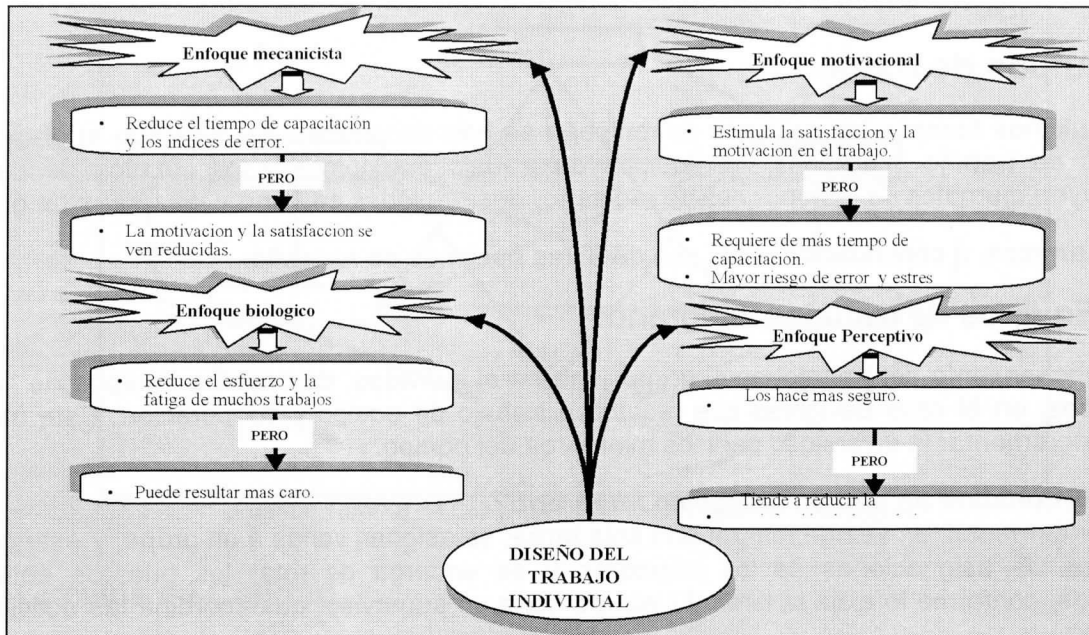 Enfoque mecanicista
• Reduce el tiempo de capacitación
y los indices de error.
PERO
• La motivacion y la satisfaccion se
ven reducidas.
Enfoque motivacional
• Estimula la satisfaccion y la
motivacion en el trabajo.
PERO
• Requiere de más tiempo de
capacitacion.
• Mayor riesgo de error y estres
Enfoque biologico
• Reduce el esfuerzo y la
fatiga de muchos trabajos
PERO
• Puede resultar mas caro.
Enfoque Perceptivo
• Los hace mas seguro.
PERO
• Tiende a reducir la
DISEÑO DEL
TRABAJO
INDIVIDUAL